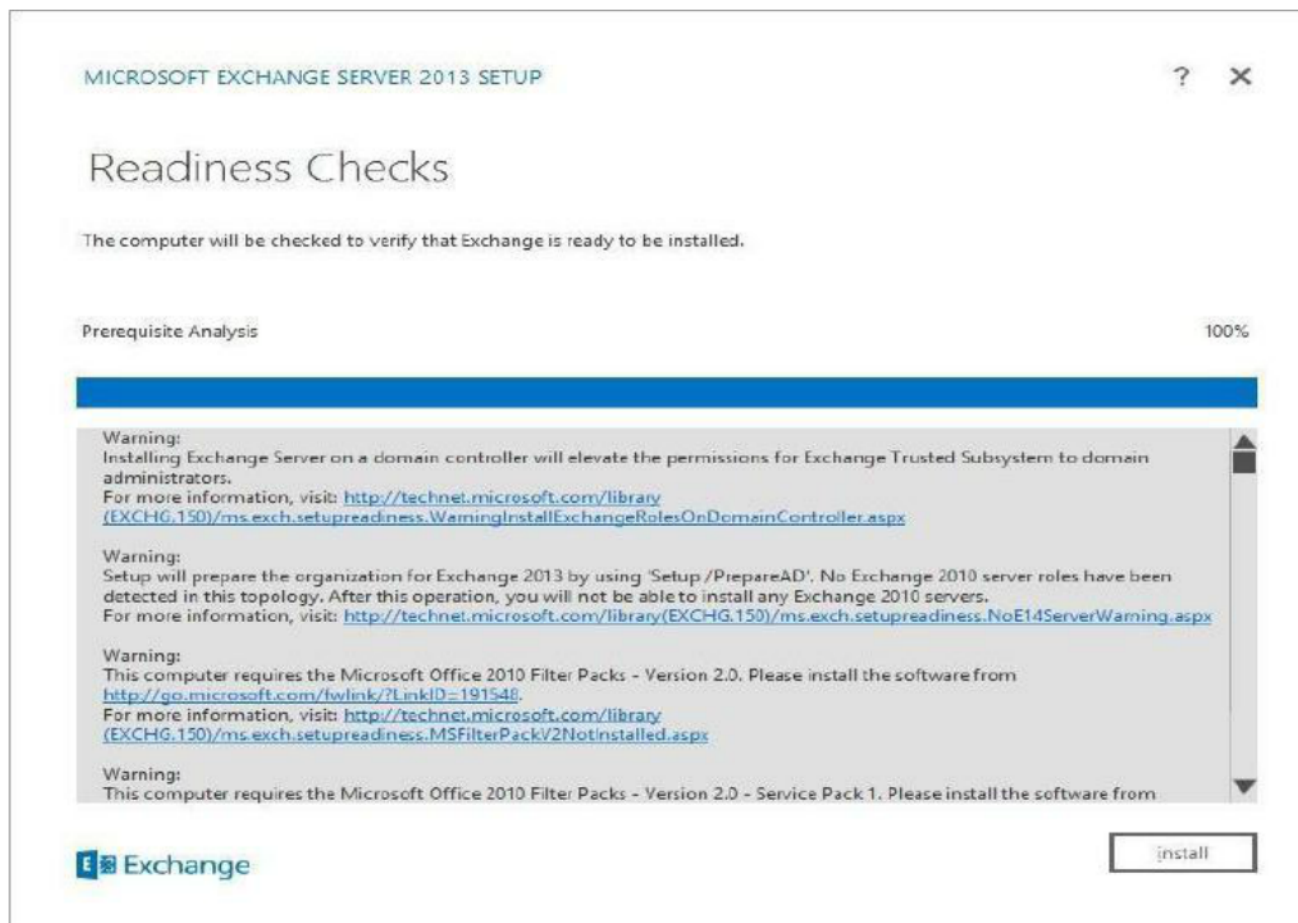 MICROSOFT EXCHANGE SERVER 2013 SETUP
? ✕
Readiness Checks
The computer will be checked to verify that Exchange is ready to be installed.
Prerequisite Analysis 100%
Warning:
Installing Exchange Server on a domain controller will elevate the permissions for Exchange Trusted Subsystem to domain
administrators.
For more information, visit: http://technet.microsoft.com/library
(EXCHG.150)/ms.exch.setupreadiness.WarningInstallExchangeRolesOnDomainController.aspx
Warning:
Setup will prepare the organization for Exchange 2013 by using 'Setup /PrepareAD'. No Exchange 2010 server roles have been
detected in this topology. After this operation, you will not be able to install any Exchange 2010 servers.
For more information, visit: http://technet.microsoft.com/library(EXCHG.150)/ms.exch.setupreadiness.NoE14ServerWarning.aspx
Warning:
This computer requires the Microsoft Office 2010 Filter Packs - Version 2.0. Please install the software from
http://go.microsoft.com/fwlink/?LinkID=191548.
For more information, visit: http://technet.microsoft.com/library
(EXCHG.150)/ms.exch.setupreadiness.MSFilterPackV2NotInstalled.aspx
Warning:
This computer requires the Microsoft Office 2010 Filter Packs - Version 2.0 - Service Pack 1. Please install the software from
E Exchange
install